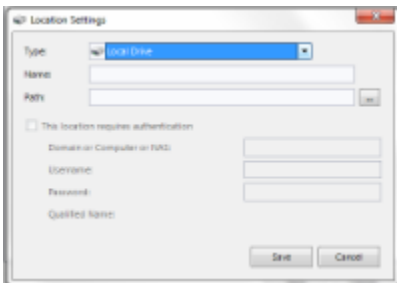 Location Settings
Type: Local Drive
Name:
Path: ...
This location requires authentication
Domain or Computer or NAS:
Username:
Password:
Qualified Name:
Save Cancel